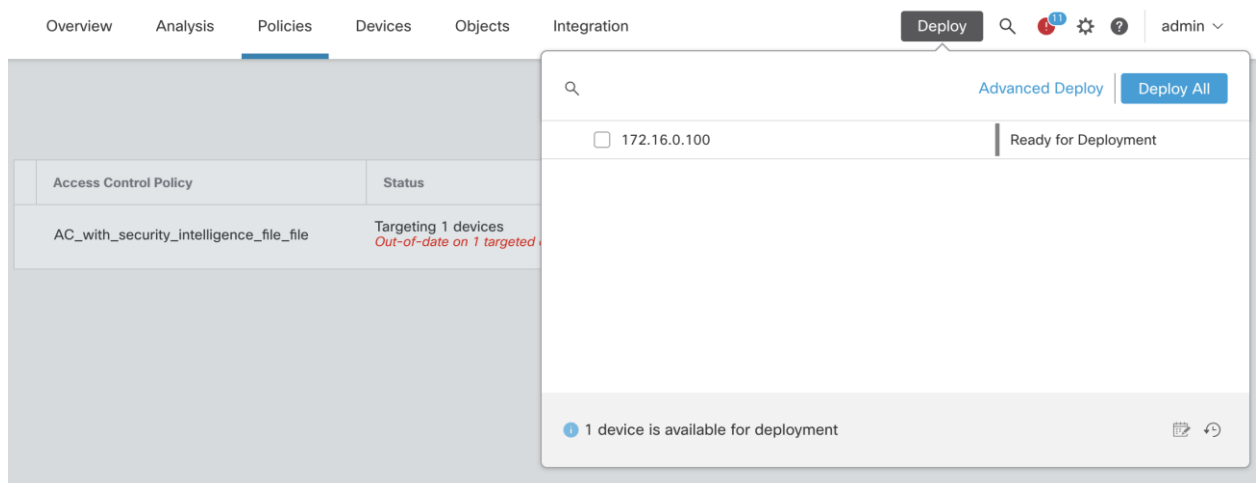 Overview Analysis Policies Devices Objects Integration Deploy 11 admin
Advanced Deploy Deploy All
172.16.0.100 Ready for Deployment
Access Control Policy Status
AC_with_security_intelligence_file_file
Targeting 1 devices
Out-of-date on 1 targeted
1 device is available for deployment